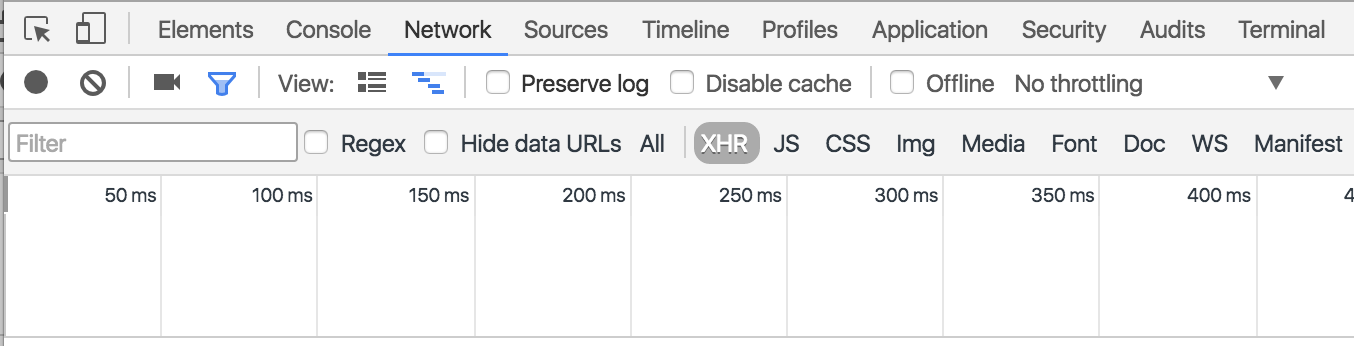 Elements Console Network Sources Timeline Profiles Application Security Audits Terminal
View: Preserve log Disable cache Offline No throttling
Filter Regex Hide data URLs All XHR JS CSS Img Media Font Doc WS Manifest
50 ms 100 ms 150 ms 200 ms 250 ms 300 ms 350 ms 400 ms 4